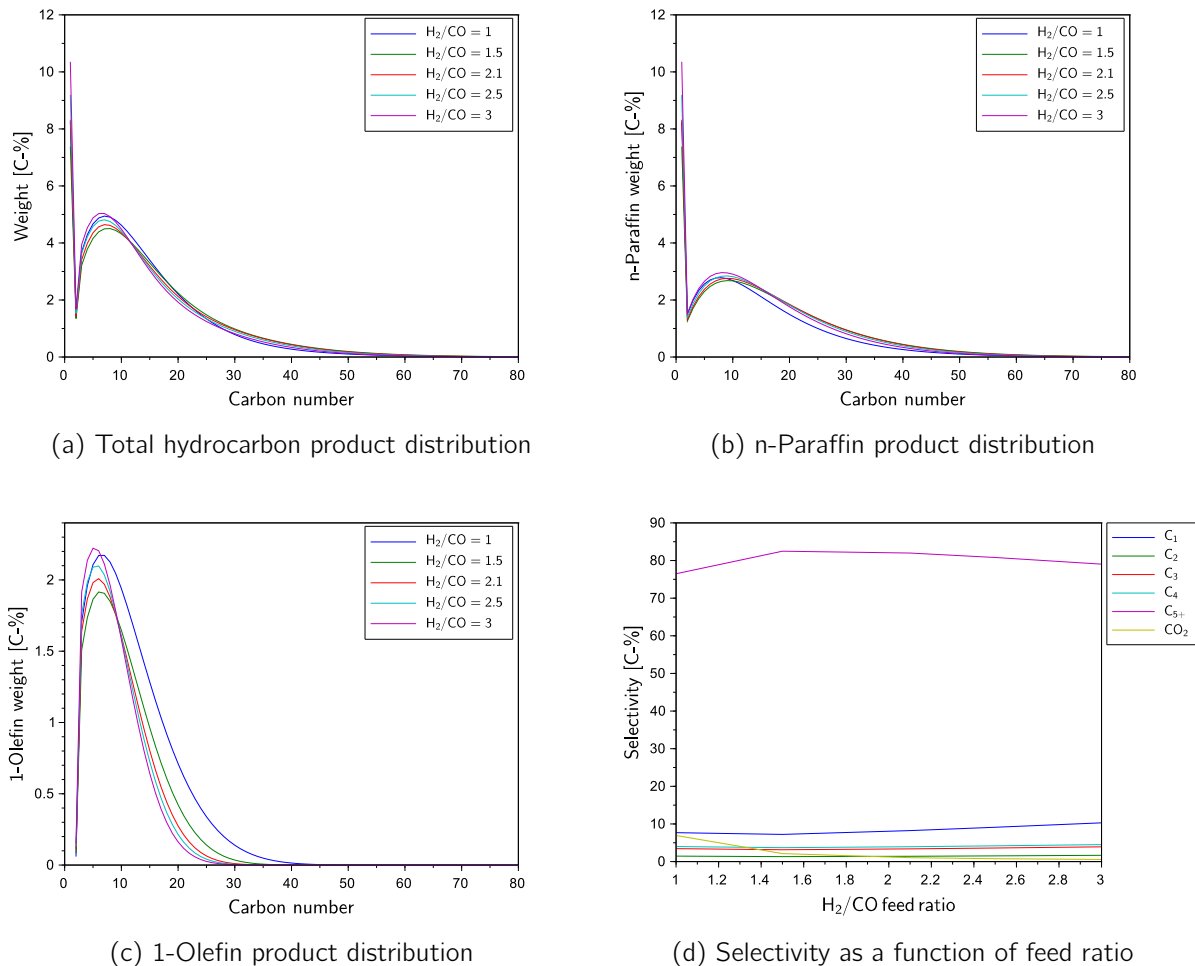 12
10
8
6
4
2
0
Weight [C-%]
H₂/CO = 1
H₂/CO = 1.5
H₂/CO = 2.1
H₂/CO = 2.5
H₂/CO = 3
0 10 20 30 40 50 60 70 80
Carbon number
(a) Total hydrocarbon product distribution
12
10
8
6
4
2
0
n-Paraffin weight [C-%]
H₂/CO = 1
H₂/CO = 1.5
H₂/CO = 2.1
H₂/CO = 2.5
H₂/CO = 3
0 10 20 30 40 50 60 70 80
Carbon number
(b) n-Paraffin product distribution
2
1.5
1
0.5
0
1-Olefin weight [C-%]
H₂/CO = 1
H₂/CO = 1.5
H₂/CO = 2.1
H₂/CO = 2.5
H₂/CO = 3
0 10 20 30 40 50 60 70 80
Carbon number
(c) 1-Olefin product distribution
90
80
70
60
50
40
30
20
10
0
Selectivity [C-%]
C₁
C₂
C₃
C₄
C₅₊
CO₂
1 1.2 1.4 1.6 1.8 2 2.2 2.4 2.6 2.8 3
H₂/CO feed ratio
(d) Selectivity as a function of feed ratio